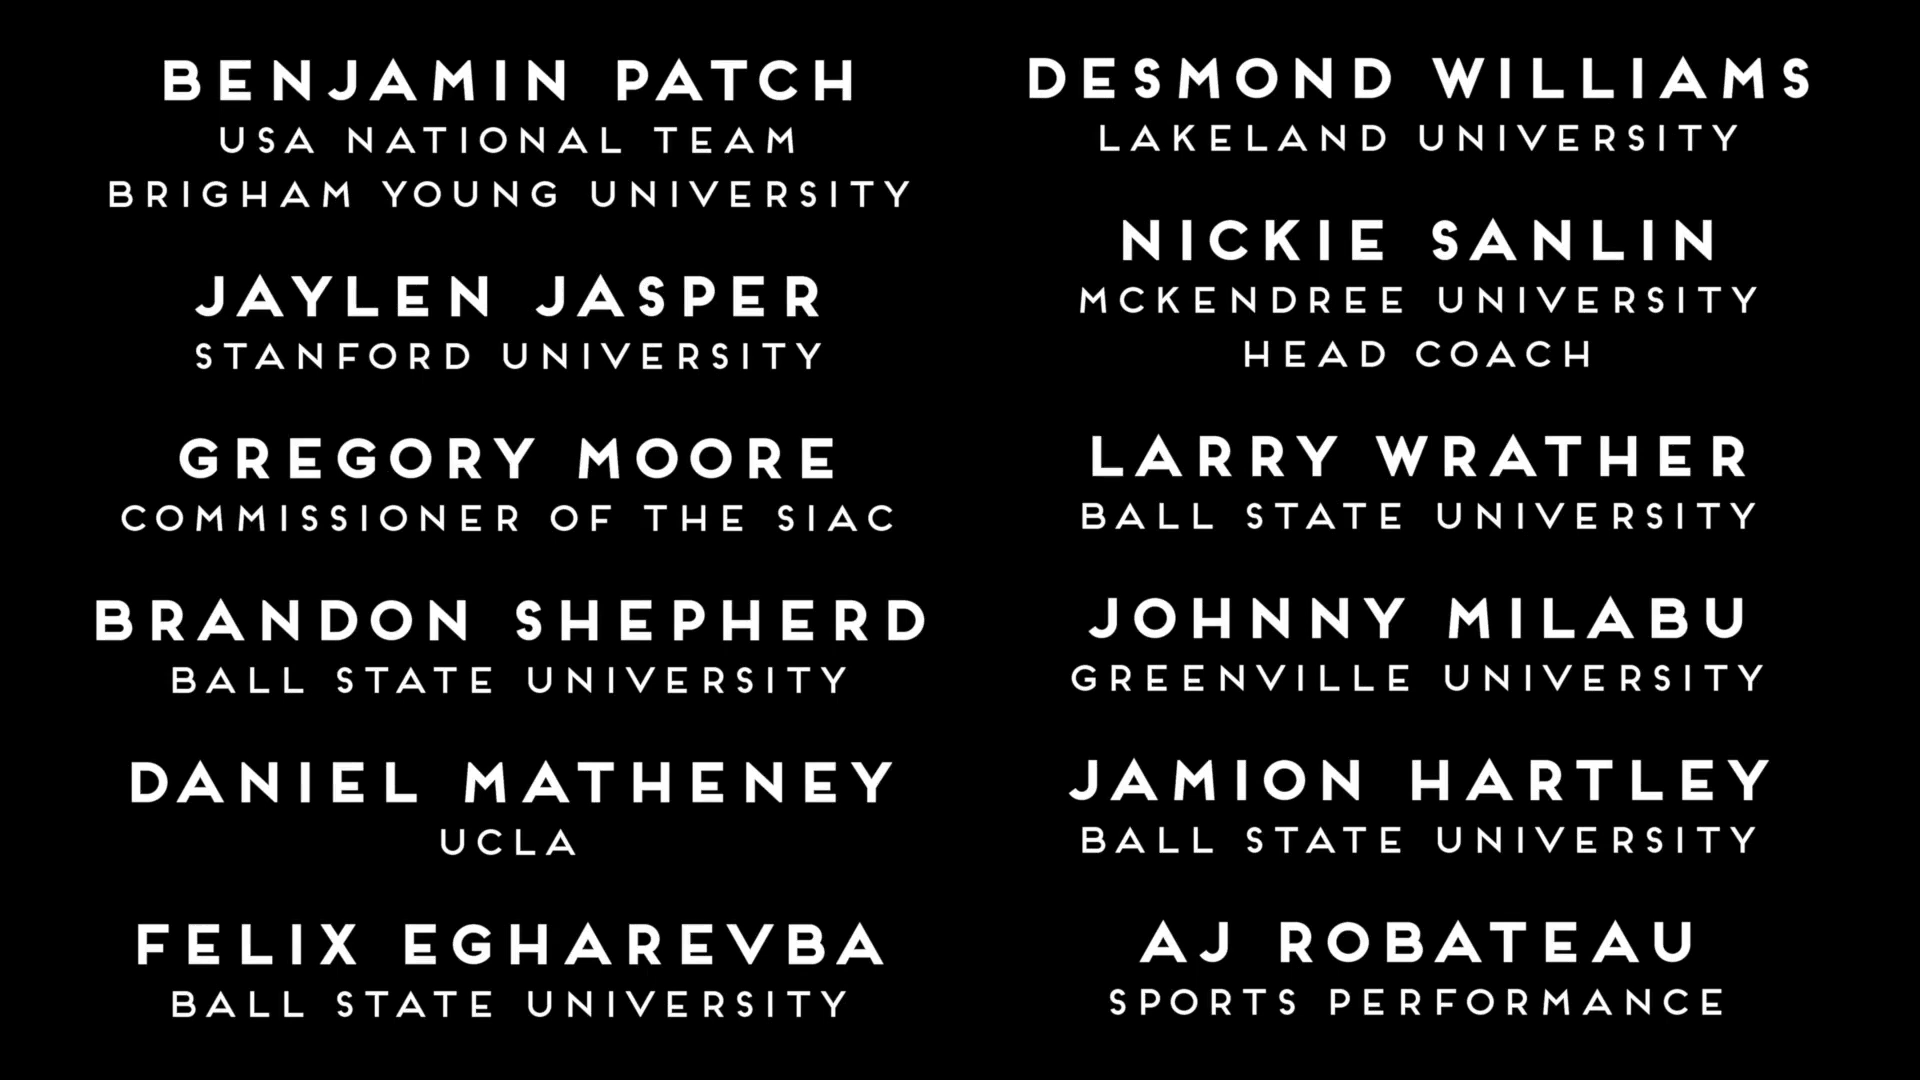 BENJAMIN PATCH
USA NATIONAL TEAM
BRIGHAM YOUNG UNIVERSITY
JAYLEN JASPER
STANFORD UNIVERSITY
GREGORY MOORE
COMMISSIONER OF THE SIAC
BRANDON SHEPHERD
BALL STATE UNIVERSITY
DANIEL MATHENEY
UCLA
FELIX EGHAREVBA
BALL STATE UNIVERSITY
DESMOND WILLIAMS
LAKELAND UNIVERSITY
NICKIE SANLIN
MCKENDREE UNIVERSITY
HEAD COACH
LARRY WRATHER
BALL STATE UNIVERSITY
JOHNNY MILABU
GREENVILLE UNIVERSITY
JAMION HARTLEY
BALL STATE UNIVERSITY
AJ ROBATEAU
SPORTS PERFORMANCE